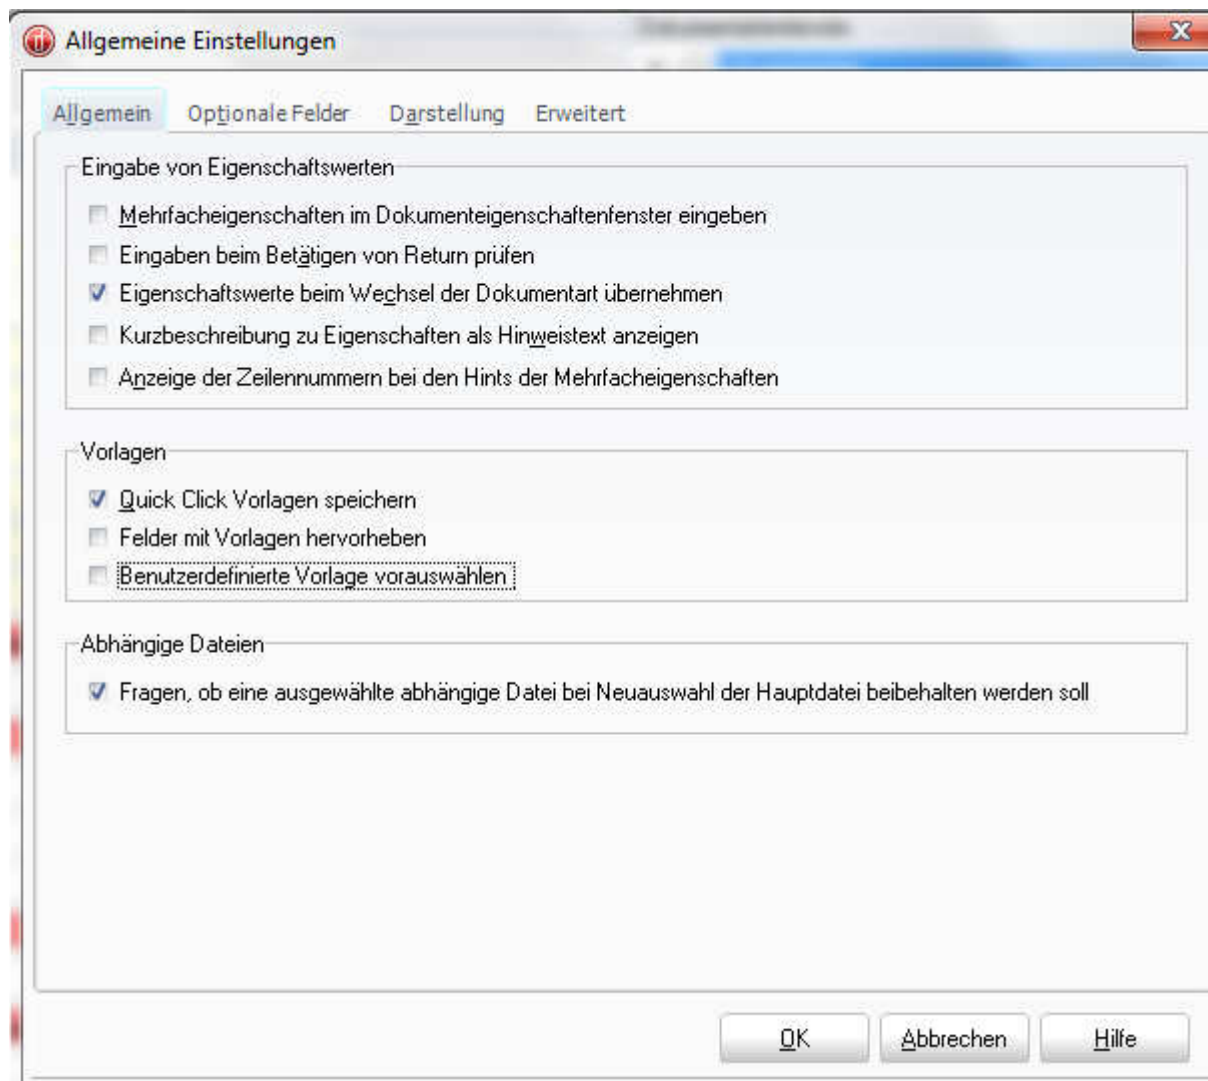 Allgemeine Einstellungen
X
Allgemein Optionale Felder Darstellung Erweitert
Eingabe von Eigenschaftswerten
Mehrfacheigenschaften im Dokumenteigenschaftenfenster eingeben
Eingaben beim Betätigen von Return prüfen
Eigenschaftswerte beim Wechsel der Dokumentart übernehmen
Kurzbeschreibung zu Eigenschaften als Hinweistext anzeigen
Anzeige der Zeilennummern bei den Hints der Mehrfacheigenschaften
Vorlagen
Quick Click Vorlagen speichern
Felder mit Vorlagen hervorheben
Benutzerdefinierte Vorlage vorauswählen
Abhängige Dateien
Fragen, ob eine ausgewählte abhängige Datei bei Neuauswahl der Hauptdatei beibehalten werden soll
OK Abbrechen Hilfe